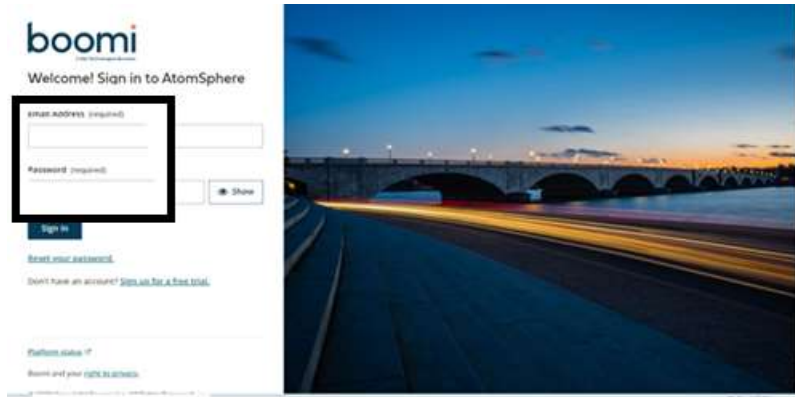 boomi
Welcome! Sign in to AtomSphere
Email Address (required)
Password (required)
Show
Sign in
Reset your password.
Don't have an account? Sign up for a free trial.
Platform status
Boomi and your right to privacy.